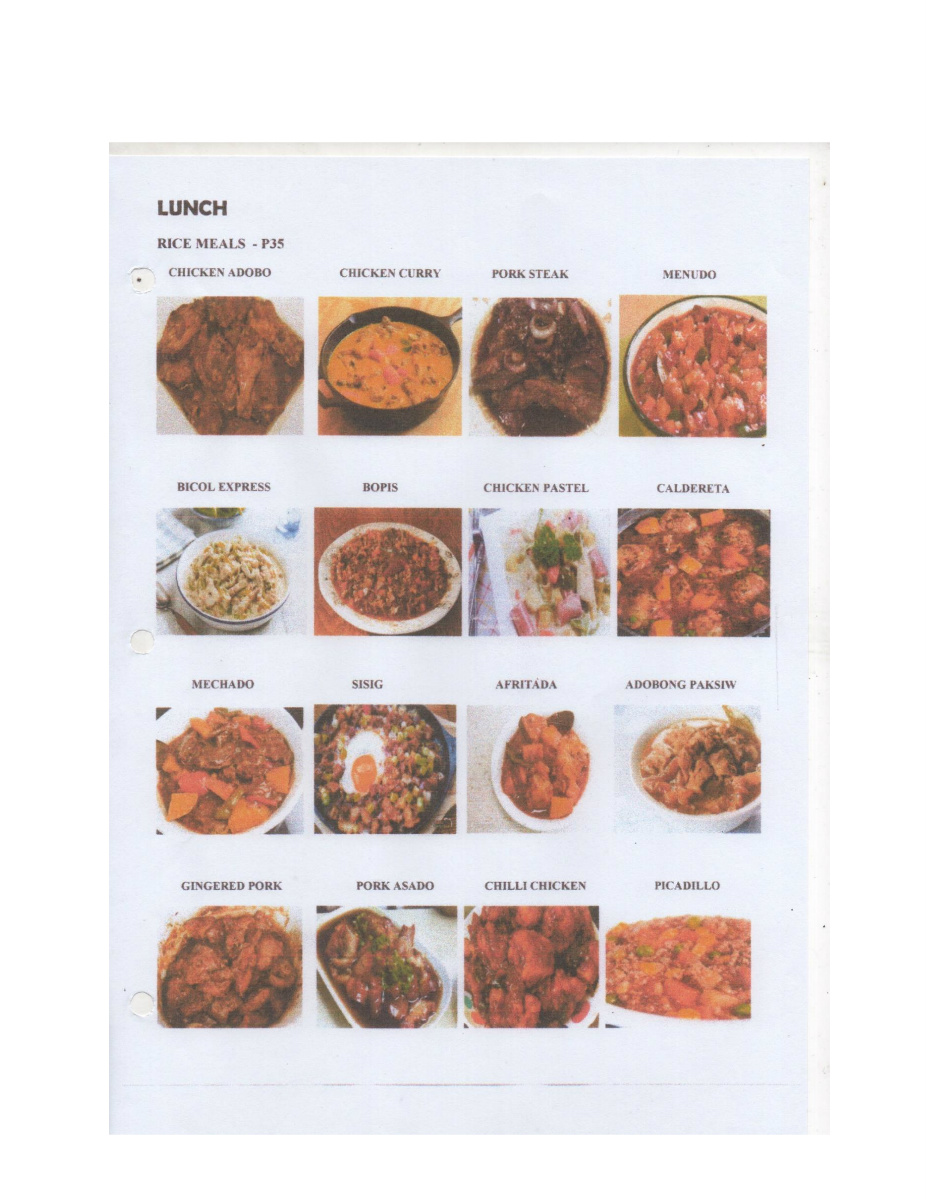 LUNCH
RICE MEALS - P35
CHICKEN ADOBO CHICKEN CURRY PORK STEAK MENUDO
BICOL EXPRESS BOPIS CHICKEN PASTEL CALDERETA
MECHADO SISIG AFRITÁDA ADOBONG PAKSIW
GINGERED PORK PORK ASADO CHILLI CHICKEN PICADILLO